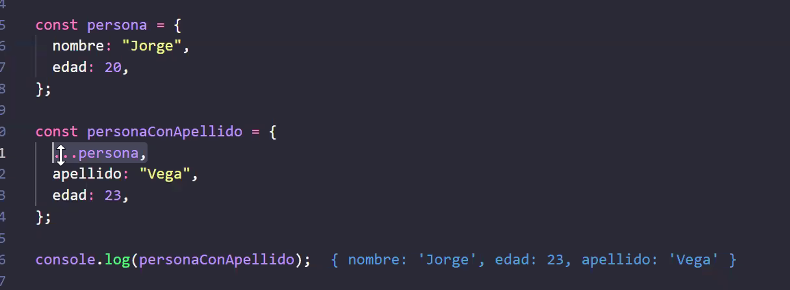 4
5 const persona = {
6 nombre: "Jorge",
7 edad: 20,
8 };
9
0 const personaConApellido = {
1 ...persona,
2 apellido: "Vega",
3 edad: 23,
4 };
5
6 console.log(personaConApellido); { nombre: 'Jorge', edad: 23, apellido: 'Vega' }
7